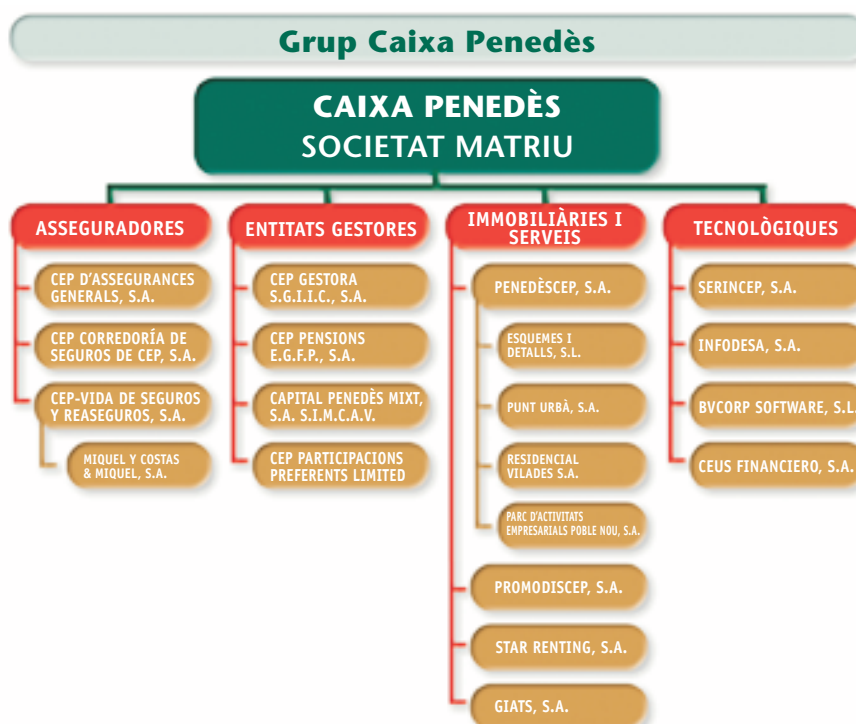 Grup Caixa Penedès
CAIXA PENEDÈS
SOCIETAT MATRIU
ASSEGURADORES
CEP D'ASSEGURANCES
GENERALS, S.A.
CEP CORREDORÍA DE
SEGUROS DE CEP, S.A.
CEP-VIDA DE SEGUROS
Y REASEGUROS, S.A.
MIQUEL Y COSTAS
& MIQUEL, S.A.
ENTITATS GESTORES
CEP GESTORA
S.G.I.I.C., S.A.
CEP PENSIONS
E.G.F.P., S.A.
CAPITAL PENEDÈS MIXT,
S.A. S.I.M.C.A.V.
CEP PARTICIPACIONS
PREFERENTS LIMITED
IMMOBILIÀRIES I
SERVEIS
PENEDÈSCEP, S.A.
ESQUEMES I
DETALLS, S.L.
PUNT URBÀ, S.A.
RESIDENCIAL
VILADES S.A.
PARC D'ACTIVITATS
EMPRESARIALS POBLE NOU, S.A.
PROMODISCEP, S.A.
STAR RENTING, S.A.
GIATS, S.A.
TECNOLÒGIQUES
SERINCEP, S.A.
INFODESA, S.A.
BVCORP SOFTWARE, S.L.
CEUS FINANCIERO, S.A.